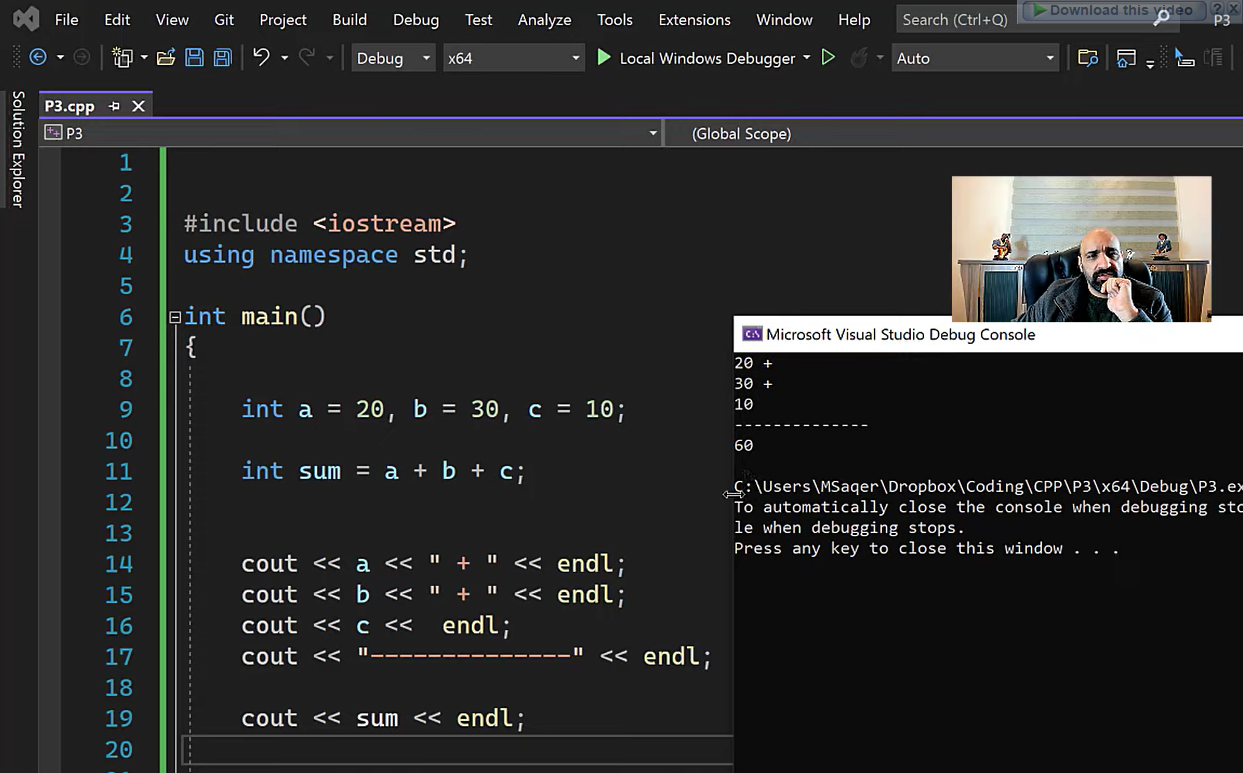 File Edit View Git Project Build Debug Test Analyze Tools Extensions Window Help Search (Ctrl+Q) Download this video ? X P3
Debug x64 Local Windows Debugger Auto
Solution Explorer
P3.cpp
P3 (Global Scope)
1
2
3 #include <iostream>
4 using namespace std;
5
6 int main()
7 {
8
9 int a = 20, b = 30, c = 10;
10
11 int sum = a + b + c;
12
13
14 cout << a << " + " << endl;
15 cout << b << " + " << endl;
16 cout << c << endl;
17 cout << "--------------" << endl;
18
19 cout << sum << endl;
20
Microsoft Visual Studio Debug Console
20 +
30 +
10
--------------
60
C:\Users\MSaqer\Dropbox\Coding\CPP\P3\x64\Debug\P3.ex
To automatically close the console when debugging sto
le when debugging stops.
Press any key to close this window . . .